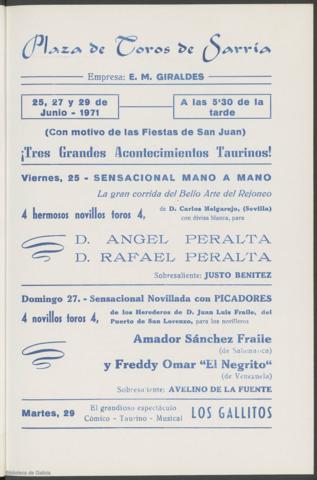 Plaza de Toros de Sarria
Empresa: E. M. GIRALDES
25, 27 y 29 de
Junio - 1971
A las 5'30 de la
tarde
(Con motivo de las Fiestas de San Juan)
¡Tres Grandes Acontecimientos Taurinos!
Viernes, 25 - SENSACIONAL MANO A MANO
La gran corrida del Bello Arte del Rejoneo
4 hermosos novillos toros 4,
de D. Carlos Melgarejo, (Sevilla)
con divisa blanca, para
D. ANGEL PERALTA
D. RAFAEL PERALTA
Sobresaliente: JUSTO BENITEZ
Domingo 27. - Sensacional Novillada con PICADORES
4 novillos toros 4,
de los Herederos de D. Juan Luis Fraile, del
Puerto de San Lorenzo, para los novilleros
Amador Sánchez Fraile
(de Salamanca)
y Freddy Omar "El Negrito"
(de Venezuela)
Sobresaliente: AVELINO DE LA FUENTE
Martes, 29
El grandioso espectáculo
Cómico - Taurino - Musical
LOS GALLITOS
Biblioteca de Galicia